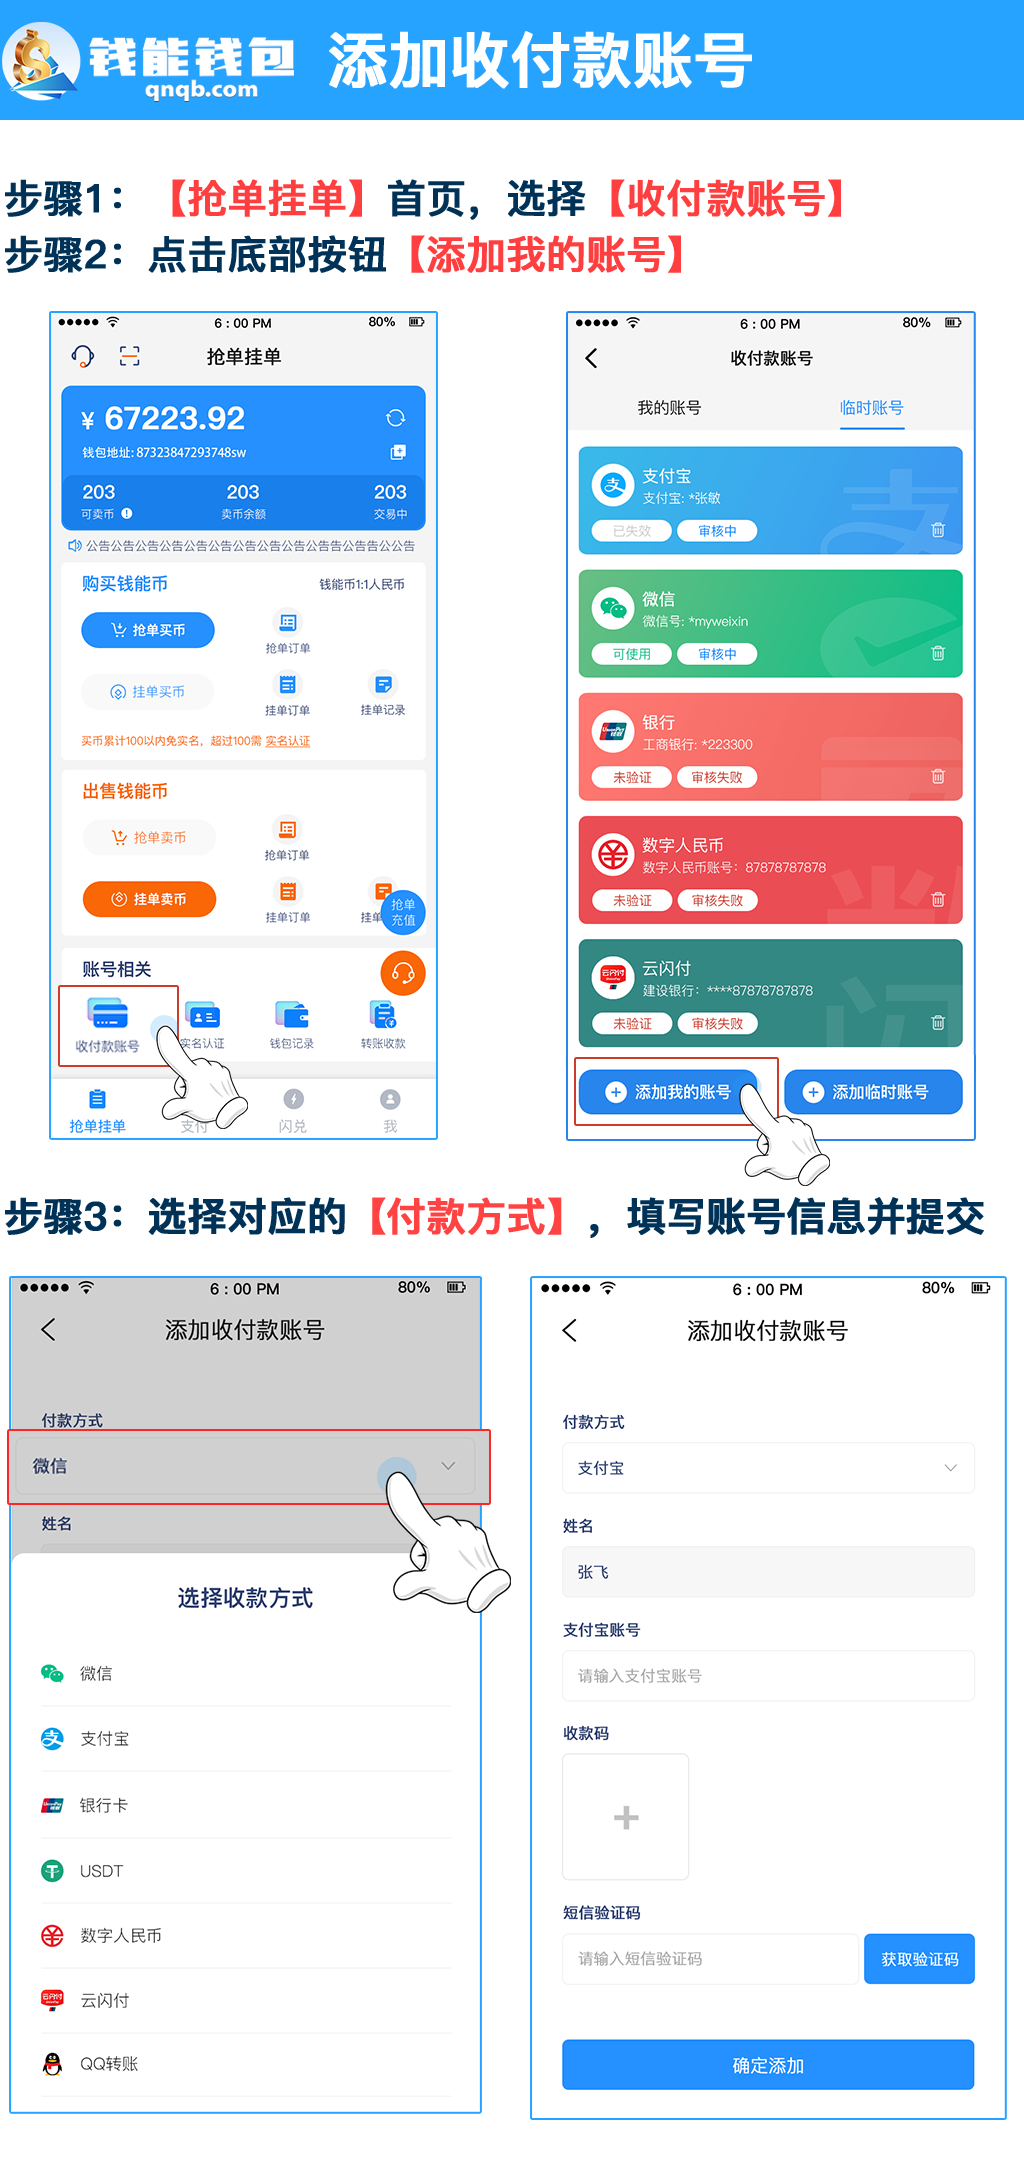 钱能钱包
qnqb.com
添加收付款账号
步骤1：【抢单挂单】首页，选择【收付款账号】
步骤2：点击底部按钮【添加我的账号】
6 : 00 PM
80%
抢单挂单
¥ 67223.92
钱包地址: 87323847293748sw
203
203
203
可卖币
卖币余额
交易中
公告公告公告公告公告公告公告公告公告公告告公告告公公告
购买钱能币
钱能币1:1人民币
抢单买币
抢单订单
挂单买币
挂单订单
挂单记录
买币累计100以内免实名，超过100需 实名认证
出售钱能币
抢单卖币
抢单订单
挂单卖币
挂单订单
挂单
抢单
充值
账号相关
收付款账号
实名认证
钱包记录
转账收款
抢单挂单
支付
闪兑
我
6 : 00 PM
80%
收付款账号
我的账号
临时账号
支付宝
支付宝: *张敏
已失效
审核中
微信
微信号: *myweixin
可使用
审核中
银行
工商银行: *223300
未验证
审核失败
数字人民币
数字人民币账号：87878787878
未验证
审核失败
云闪付
建设银行：****87878787878
未验证
审核失败
添加我的账号
添加临时账号
步骤3：选择对应的【付款方式】，填写账号信息并提交
6 : 00 PM
80%
添加收付款账号
付款方式
微信
姓名
选择收款方式
微信
支付宝
银行卡
USDT
数字人民币
云闪付
QQ转账
6 : 00 PM
80%
添加收付款账号
付款方式
支付宝
姓名
张飞
支付宝账号
请输入支付宝账号
收款码
短信验证码
请输入短信验证码
获取验证码
确定添加